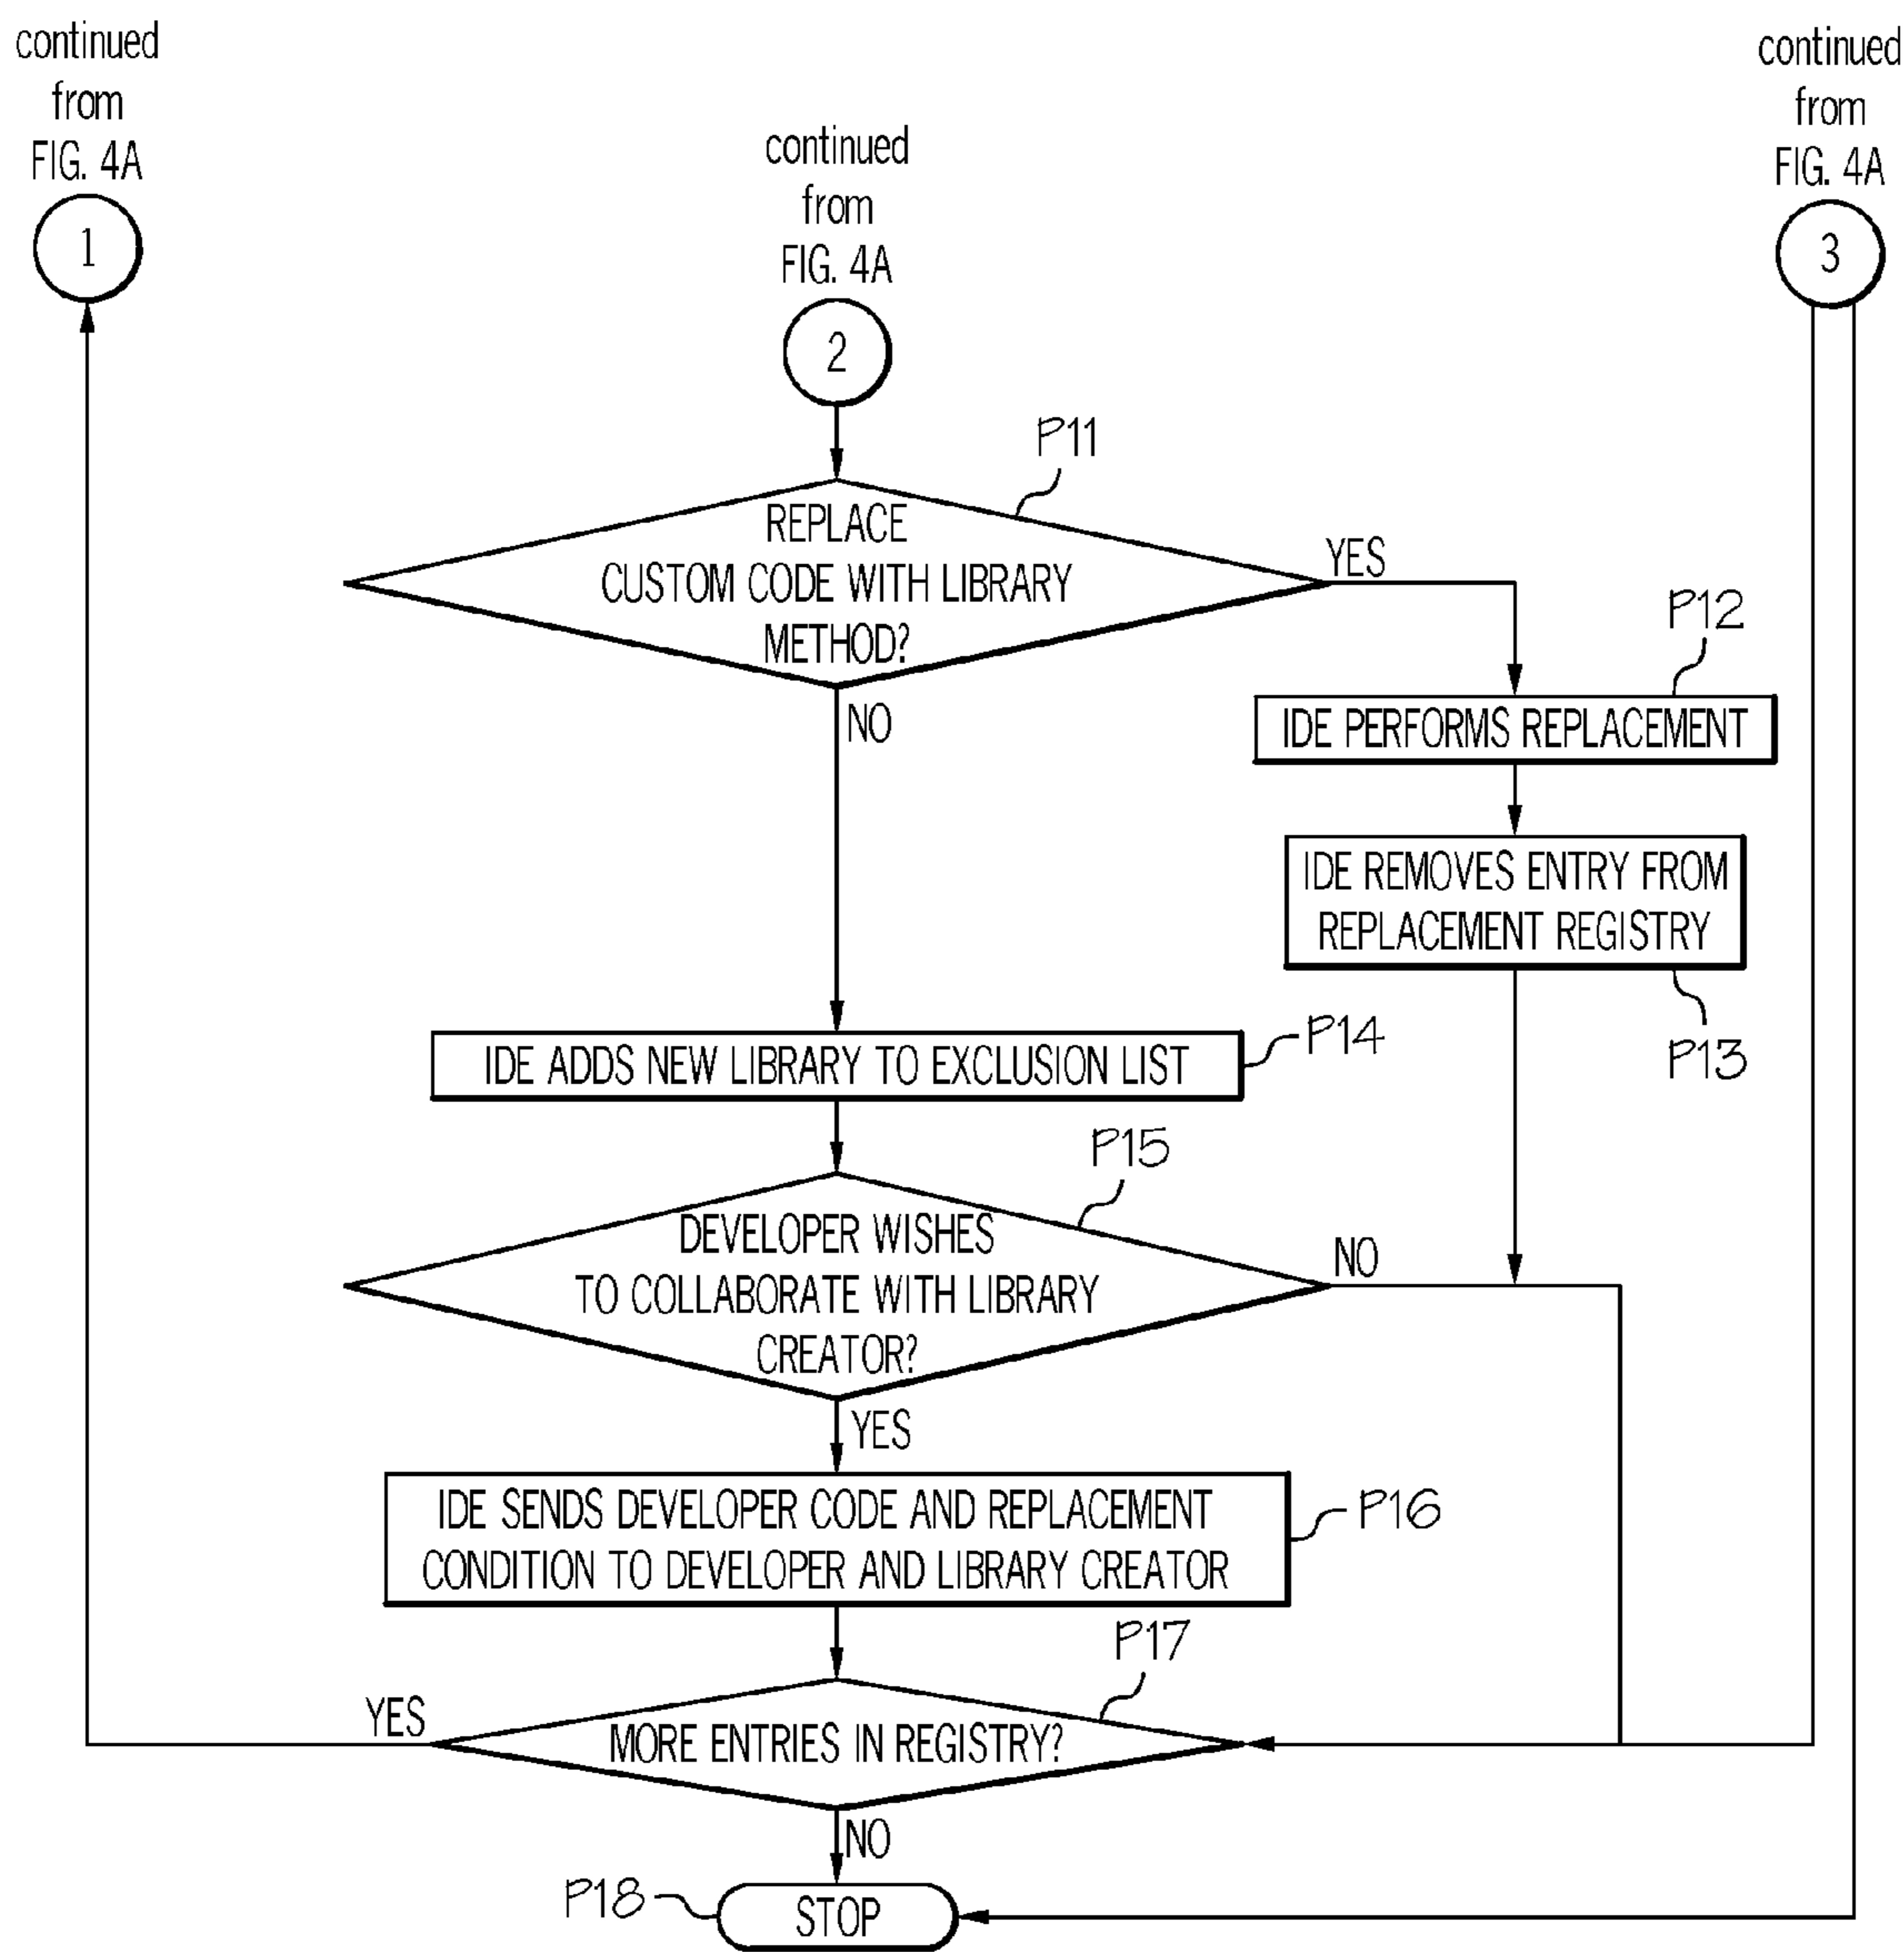 continued
from
FIG. 4A
1
continued
from
FIG. 4A
2
continued
from
FIG. 4A
3
P11
REPLACE
CUSTOM CODE WITH LIBRARY
METHOD?
YES
NO
P12
IDE PERFORMS REPLACEMENT
IDE REMOVES ENTRY FROM
REPLACEMENT REGISTRY
P13
IDE ADDS NEW LIBRARY TO EXCLUSION LIST
P14
P15
DEVELOPER WISHES
TO COLLABORATE WITH LIBRARY
CREATOR?
NO
YES
IDE SENDS DEVELOPER CODE AND REPLACEMENT
CONDITION TO DEVELOPER AND LIBRARY CREATOR
P16
P17
YES
MORE ENTRIES IN REGISTRY?
NO
P18
STOP